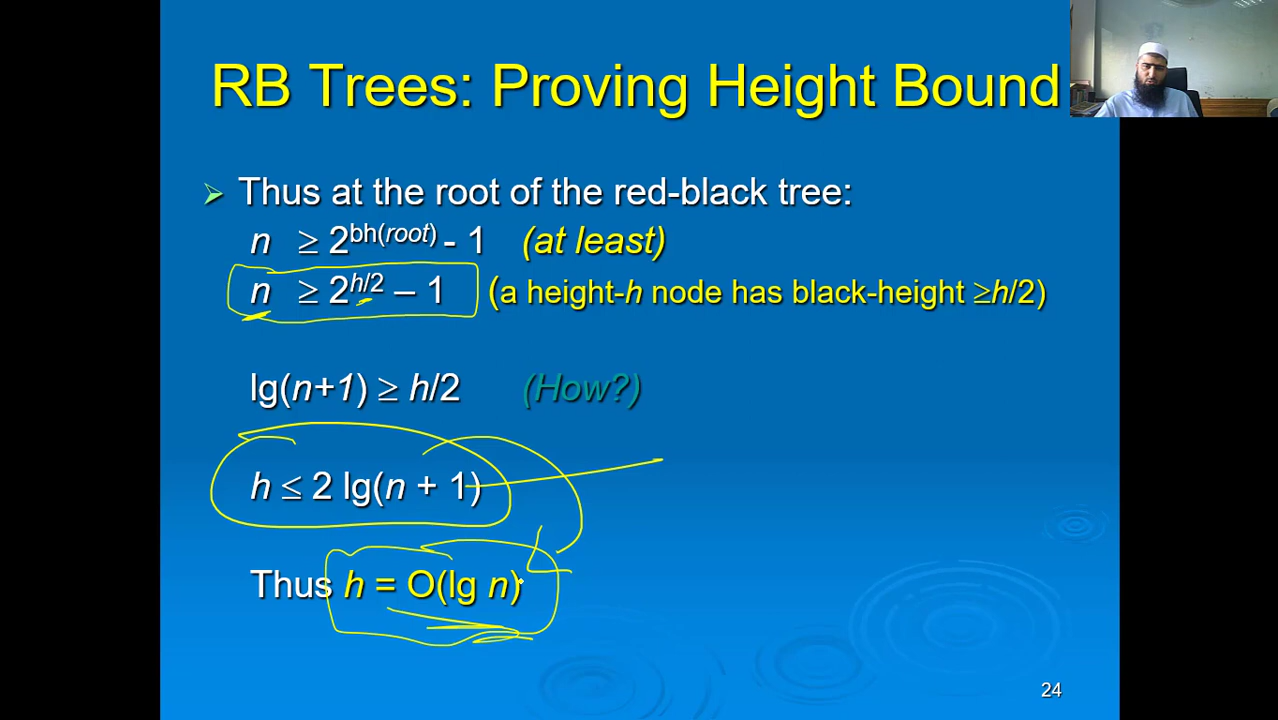 RB Trees: Proving Height Bound
Thus at the root of the red-black tree:
n ≥ 2^bh(root) - 1 (at least)
n ≥ 2^h/2 – 1 (a height-h node has black-height ≥h/2)
lg(n+1) ≥ h/2 (How?)
h ≤ 2 lg(n + 1)
Thus h = O(lg n)
24